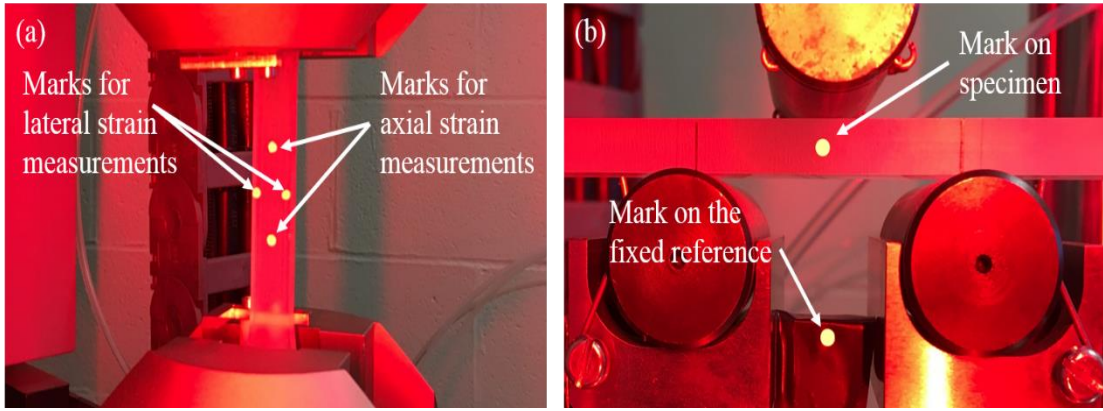 (a)
Marks for
lateral strain
measurements
Marks for
axial strain
measurements
(b)
Mark on
specimen
Mark on the
fixed reference